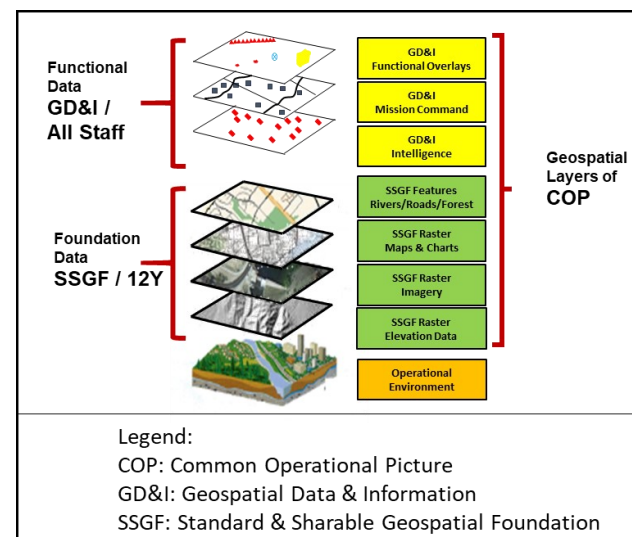 Functional
Data
GD&I /
All Staff
GD&I
Functional Overlays
GD&I
Mission Command
GD&I
Intelligence
Foundation
Data
SSGF / 12Y
SSGF Features
Rivers/Roads/Forest
SSGF Raster
Maps & Charts
SSGF Raster
Imagery
SSGF Raster
Elevation Data
Operational
Environment
Geospatial
Layers of
COP
Legend:
COP: Common Operational Picture
GD&I: Geospatial Data & Information
SSGF: Standard & Sharable Geospatial Foundation